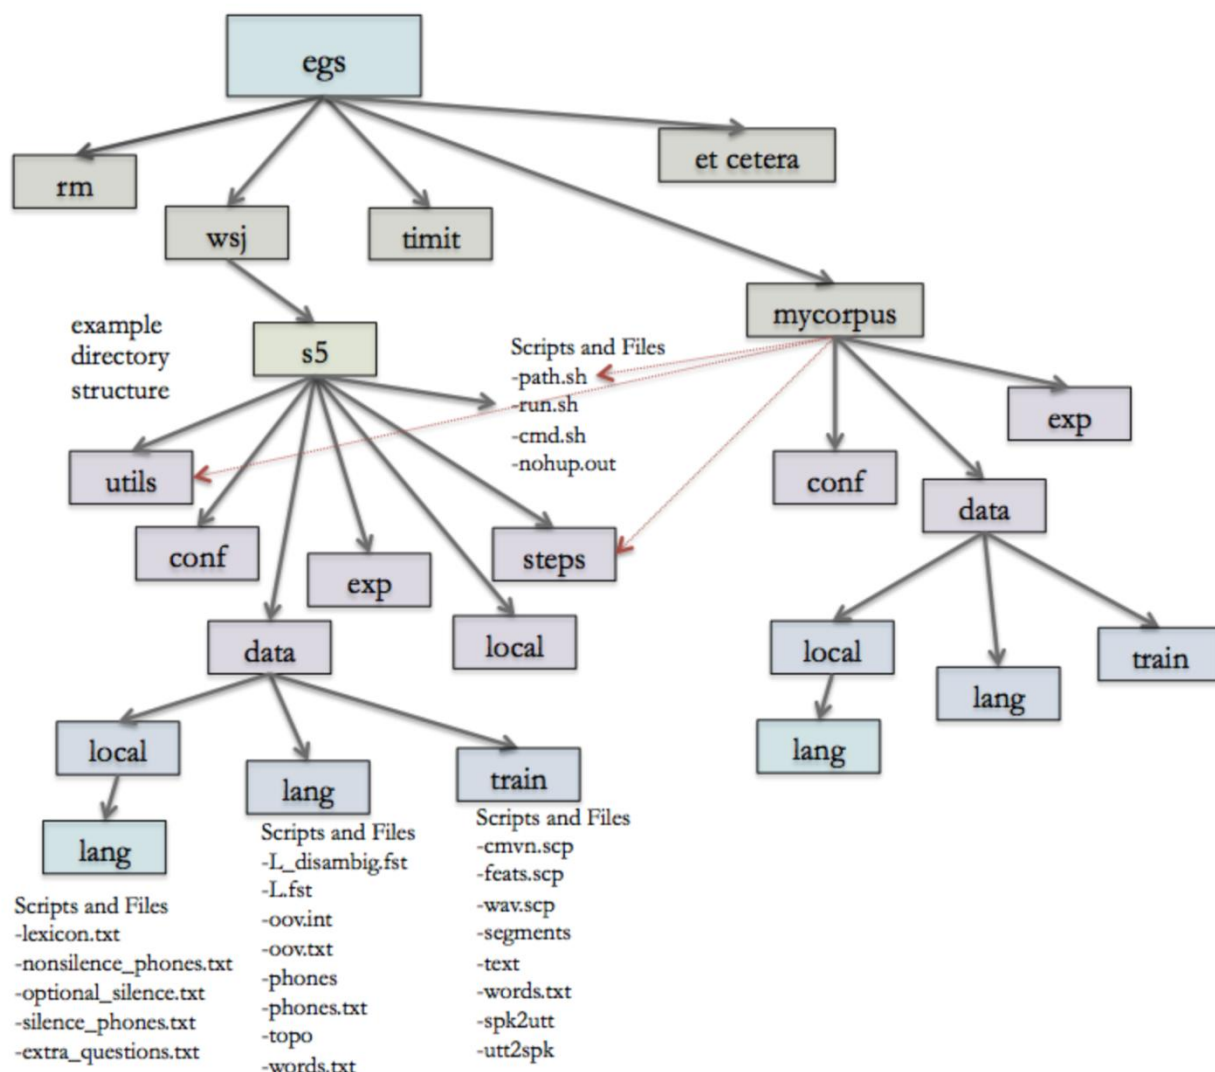 egs
rm
et cetera
wsj
timit
mycorpus
example
directory
structure
s5
Scripts and Files
-path.sh
-run.sh
-cmd.sh
-nohup.out
exp
utils
conf
data
conf
exp
steps
data
local
local
lang
train
local
lang
train
lang
lang
Scripts and Files
-lexicon.txt
-nonsilence_phones.txt
-optional_silence.txt
-silence_phones.txt
-extra_questions.txt
Scripts and Files
-L_disambig.fst
-L.fst
-oov.int
-oov.txt
-phones
-phones.txt
-topo
-words.txt
Scripts and Files
-cmvn.scp
-feats.scp
-wav.scp
-segments
-text
-words.txt
-spk2utt
-utt2spk